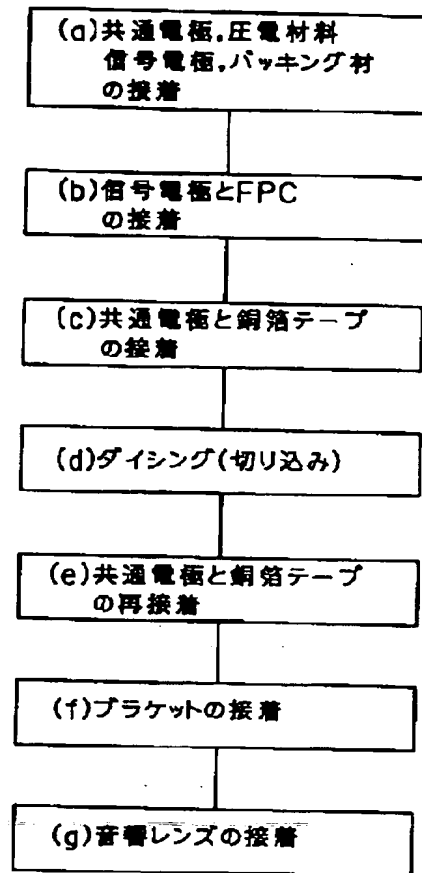 (a)共通電極,圧電材料
信号電極,バッキング材
の接着
(b)信号電極とFPC
の接着
(c)共通電極と銅箔テープ
の接着
(d)ダイシング(切り込み)
(e)共通電極と銅箔テープ
の再接着
(f)ブラケットの接着
(g)音響レンズの接着